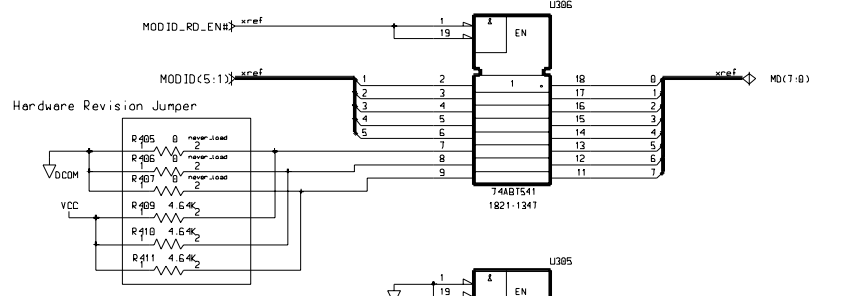 U306
MODID_RD_EN# xref 1
19 & EN
MODID(5:1) xref xref MD(7:0)
1 2 1 18 0
2 3 17 1
3 4 16 2
4 5 15 3
5 6 14 4
7 13 5
8 12 6
9 11 7
74ABT541
1821-1347
Hardware Revision Jumper
R405 0 never_load
1 2
R406 0 never_load
1 2
R407 0 never_load
1 2
DCOM
VCC
R409 4.64K
1 2
R410 4.64K
1 2
R411 4.64K
1 2
U305
1 &
19 EN